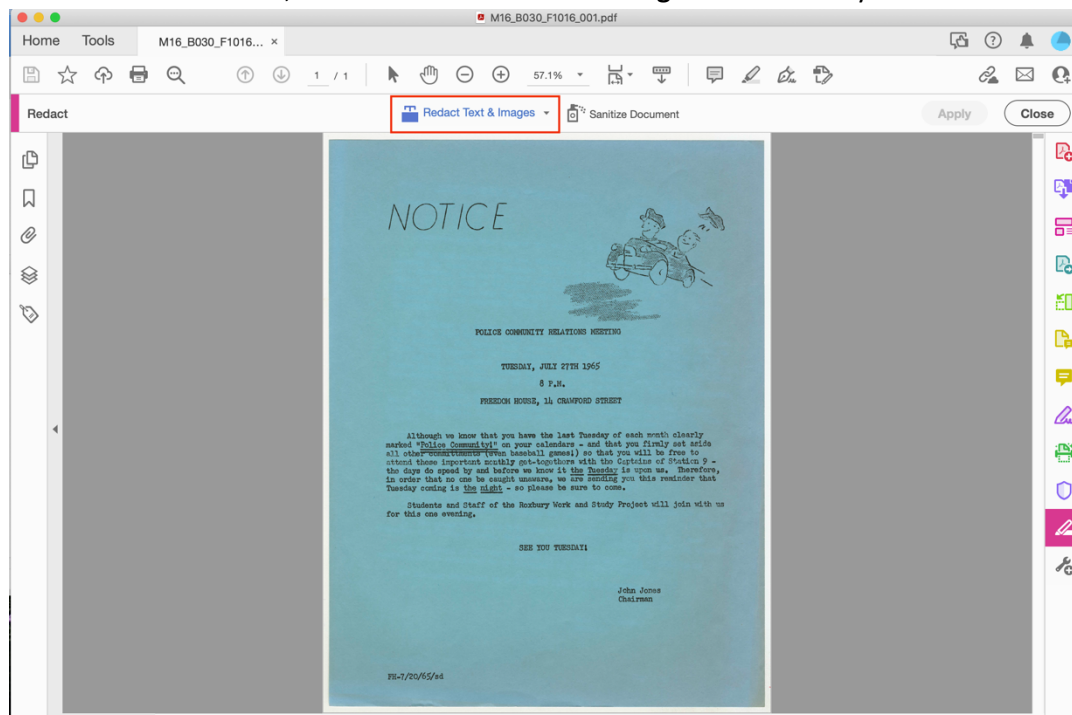 M16_B030_F1016_001.pdf
Home Tools M16_B030_F1016... ×
1 / 1 57.1%
Redact Redact Text & Images Sanitize Document Apply Close
NOTICE
POLICE COMMUNITY RELATIONS MEETING
TUESDAY, JULY 27TH 1965
8 P.M.
FREEDOM HOUSE, 14 CRAWFORD STREET
Although we know that you have the last Tuesday of each month clearly
marked "Police Community!" on your calendars - and that you firmly set aside
all other committments (even baseball games!) so that you will be free to
attend these important monthly get-togethers with the Captains of Station 9 -
the days do speed by and before we know it the Tuesday is upon us. Therefore,
in order that no one be caught unaware, we are sending you this reminder that
Tuesday coming is the night - so please be sure to come.
Students and Staff of the Roxbury Work and Study Project will join with us
for this one evening.
SEE YOU TUESDAY!
John Jones
Chairman
FH-7/20/65/sd